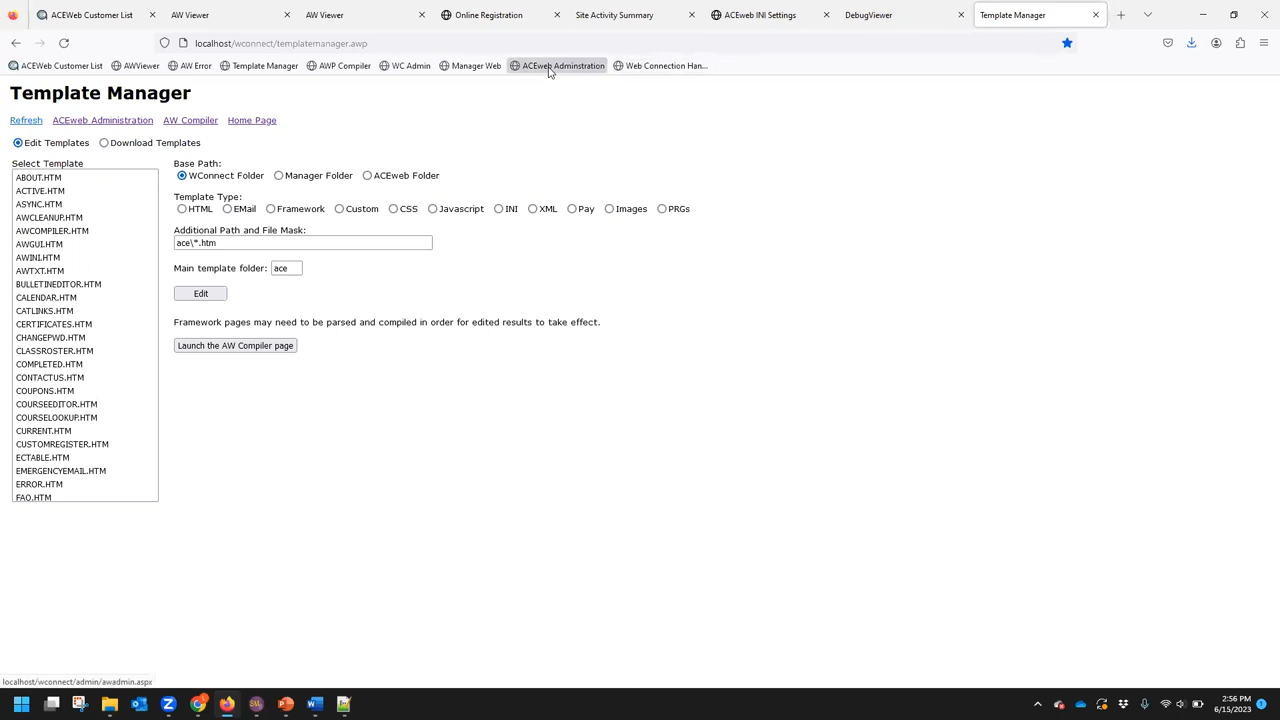 ACEWeb Customer List
AW Viewer
AW Viewer
Online Registration
Site Activity Summary
ACEweb INI Settings
DebugViewer
Template Manager
localhost/wconnect/templatemanager.awp
ACEWeb Customer List
AWViewer
AW Error
Template Manager
AWP Compiler
WC Admin
Manager Web
ACEweb Adminstration
Web Connection Han...
Template Manager
Refresh ACEweb Administration AW Compiler Home Page
Edit Templates Download Templates
Select Template
ABOUT.HTM
ACTIVE.HTM
ASYNC.HTM
AWCLEANUP.HTM
AWCOMPILER.HTM
AWGUI.HTM
AWINI.HTM
AWTXT.HTM
BULLETINEDITOR.HTM
CALENDAR.HTM
CATLINKS.HTM
CERTIFICATES.HTM
CHANGEPWD.HTM
CLASSROSTER.HTM
COMPLETED.HTM
CONTACTUS.HTM
COUPONS.HTM
COURSEEDITOR.HTM
COURSELOOKUP.HTM
CURRENT.HTM
CUSTOMREGISTER.HTM
ECTABLE.HTM
EMERGENCYEMAIL.HTM
ERROR.HTM
FAQ.HTM
Base Path:
WConnect Folder Manager Folder ACEweb Folder
Template Type:
HTML EMail Framework Custom CSS Javascript INI XML Pay Images PRGs
Additional Path and File Mask:
ace\*.htm
Main template folder: ace
Edit
Framework pages may need to be parsed and compiled in order for edited results to take effect.
Launch the AW Compiler page
localhost/wconnect/admin/awadmin.aspx
2:56 PM
6/15/2023